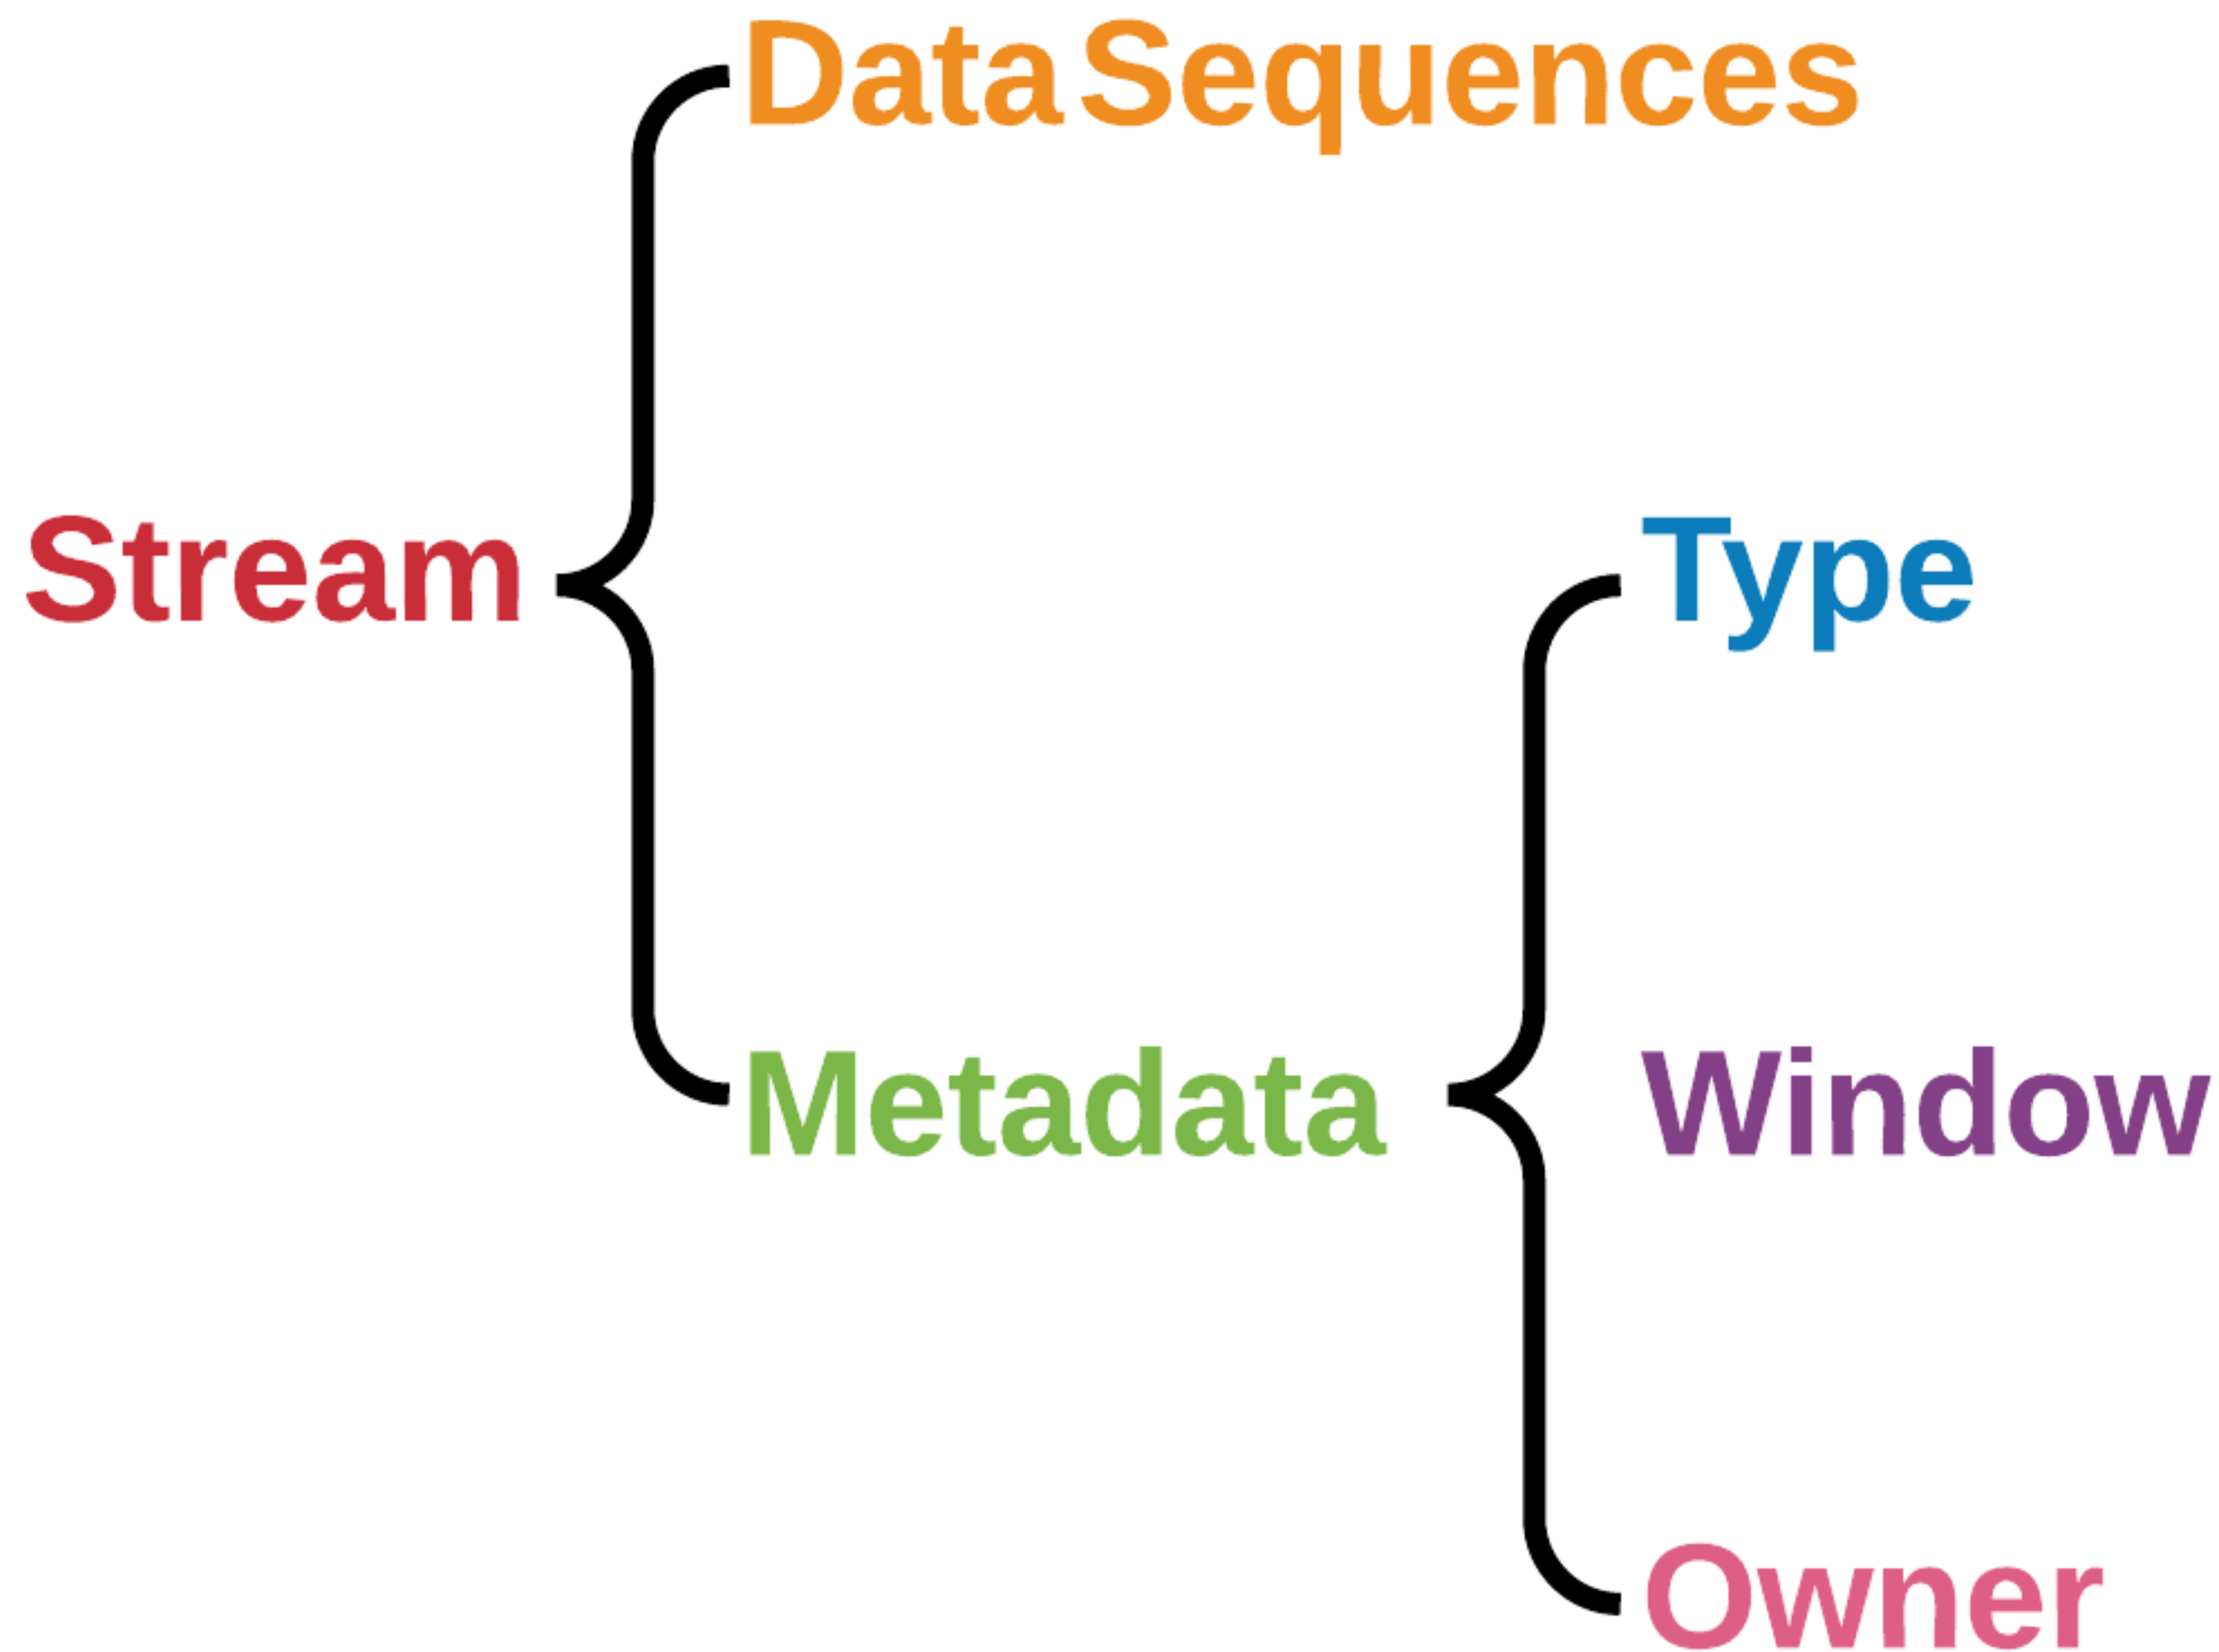 Data Sequences
Stream
Type
Metadata
Window
Owner